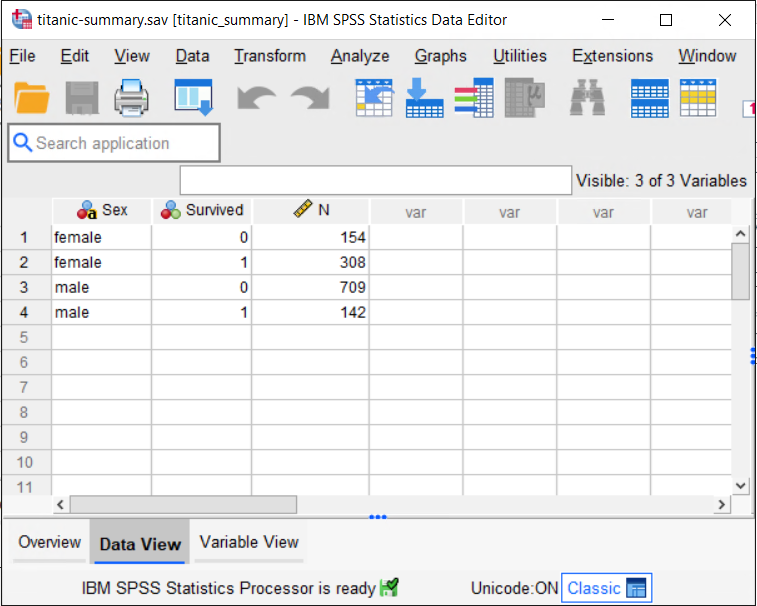 titanic-summary.sav [titanic_summary] - IBM SPSS Statistics Data Editor
File Edit View Data Transform Analyze Graphs Utilities Extensions Window
Search application
Visible: 3 of 3 Variables
Sex Survived N var var var var
1 female 0 154
2 female 1 308
3 male 0 709
4 male 1 142
5
6
7
8
9
10
11
Overview Data View Variable View
IBM SPSS Statistics Processor is ready Unicode:ON Classic